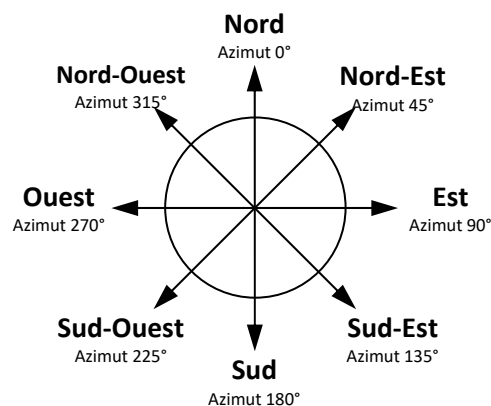 Nord
Azimut 0°
Nord-Ouest
Azimut 315°
Nord-Est
Azimut 45°
Ouest
Azimut 270°
Est
Azimut 90°
Sud-Ouest
Azimut 225°
Sud-Est
Azimut 135°
Sud
Azimut 180°